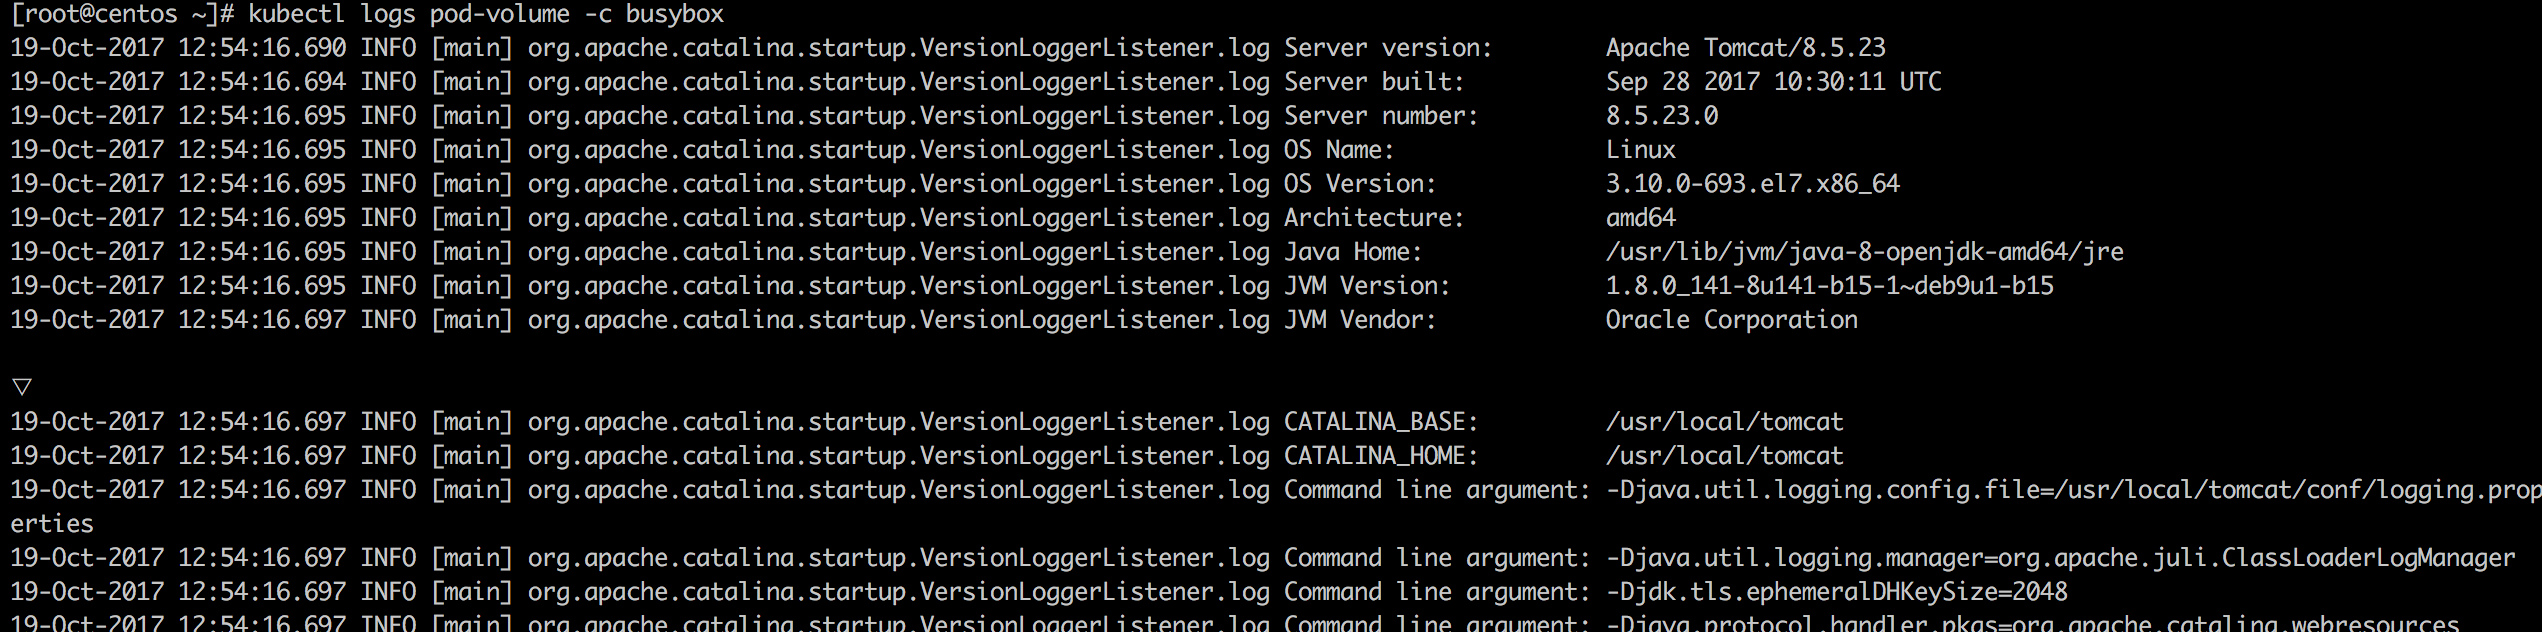 [root@centos ~]# kubectl logs pod-volume -c busybox
19-Oct-2017 12:54:16.690 INFO [main] org.apache.catalina.startup.VersionLoggerListener.log Server version:        Apache Tomcat/8.5.23
19-Oct-2017 12:54:16.694 INFO [main] org.apache.catalina.startup.VersionLoggerListener.log Server built:          Sep 28 2017 10:30:11 UTC
19-Oct-2017 12:54:16.695 INFO [main] org.apache.catalina.startup.VersionLoggerListener.log Server number:         8.5.23.0
19-Oct-2017 12:54:16.695 INFO [main] org.apache.catalina.startup.VersionLoggerListener.log OS Name:               Linux
19-Oct-2017 12:54:16.695 INFO [main] org.apache.catalina.startup.VersionLoggerListener.log OS Version:            3.10.0-693.el7.x86_64
19-Oct-2017 12:54:16.695 INFO [main] org.apache.catalina.startup.VersionLoggerListener.log Architecture:          amd64
19-Oct-2017 12:54:16.695 INFO [main] org.apache.catalina.startup.VersionLoggerListener.log Java Home:             /usr/lib/jvm/java-8-openjdk-amd64/jre
19-Oct-2017 12:54:16.695 INFO [main] org.apache.catalina.startup.VersionLoggerListener.log JVM Version:           1.8.0_141-8u141-b15-1~deb9u1-b15
19-Oct-2017 12:54:16.697 INFO [main] org.apache.catalina.startup.VersionLoggerListener.log JVM Vendor:            Oracle Corporation
▽
19-Oct-2017 12:54:16.697 INFO [main] org.apache.catalina.startup.VersionLoggerListener.log CATALINA_BASE:         /usr/local/tomcat
19-Oct-2017 12:54:16.697 INFO [main] org.apache.catalina.startup.VersionLoggerListener.log CATALINA_HOME:         /usr/local/tomcat
19-Oct-2017 12:54:16.697 INFO [main] org.apache.catalina.startup.VersionLoggerListener.log Command line argument: -Djava.util.logging.config.file=/usr/local/tomcat/conf/logging.prop
erties
19-Oct-2017 12:54:16.697 INFO [main] org.apache.catalina.startup.VersionLoggerListener.log Command line argument: -Djava.util.logging.manager=org.apache.juli.ClassLoaderLogManager
19-Oct-2017 12:54:16.697 INFO [main] org.apache.catalina.startup.VersionLoggerListener.log Command line argument: -Djdk.tls.ephemeralDHKeySize=2048
19-Oct-2017 12:54:16.697 INFO [main] org.apache.catalina.startup.VersionLoggerListener.log Command line argument: -Djava.protocol.handler.pkgs=org.apache.catalina.webresources